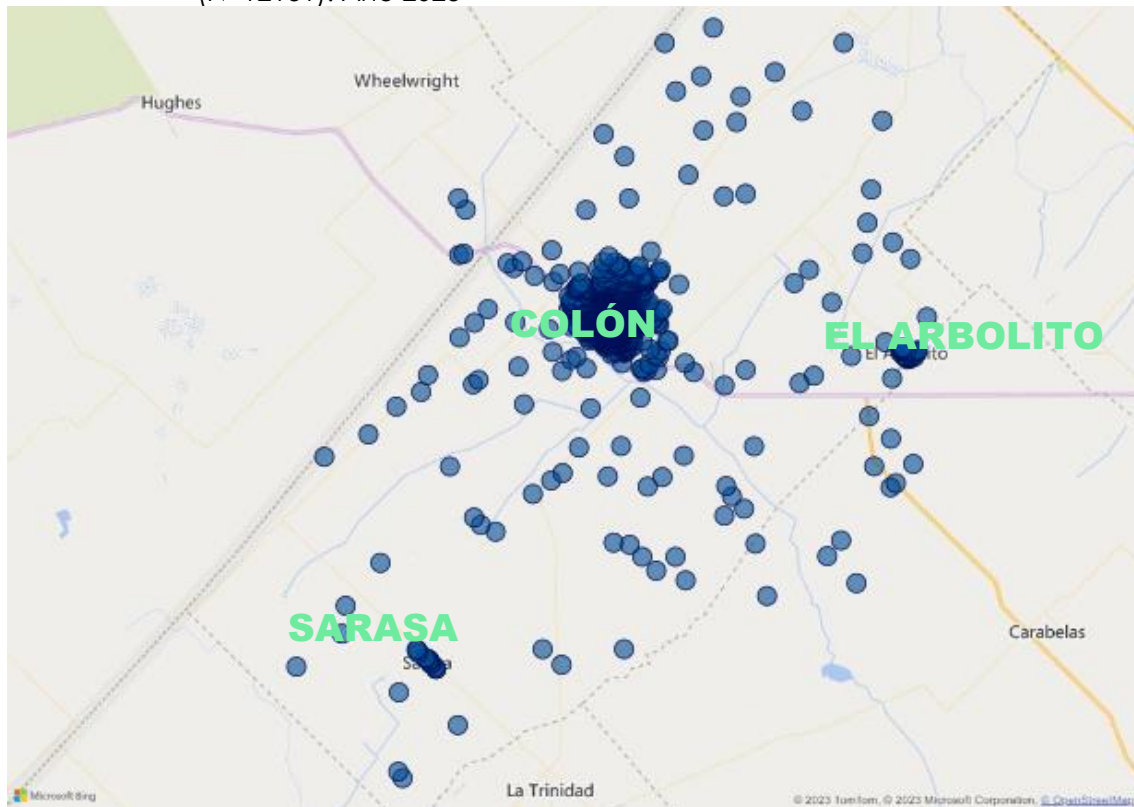 Wheelwright
Hughes
COLÓN
EL ARBOLITO
SARASA
Carabelas
La Trinidad
Microsoft Bing
© 2023 TomTom, © 2023 Microsoft Corporation, © OpenStreetMap